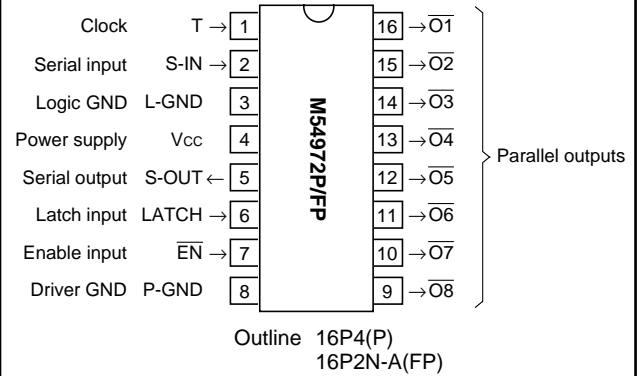 Clock T → 1 16 → O1
Serial input S-IN → 2 15 → O2
Logic GND L-GND 3 14 → O3
Power supply Vcc 4 13 → O4
Serial output S-OUT ← 5 12 → O5
Latch input LATCH → 6 11 → O6
Enable input EN → 7 10 → O7
Driver GND P-GND 8 9 → O8
M54972P/FP
Parallel outputs
Outline 16P4(P)
16P2N-A(FP)